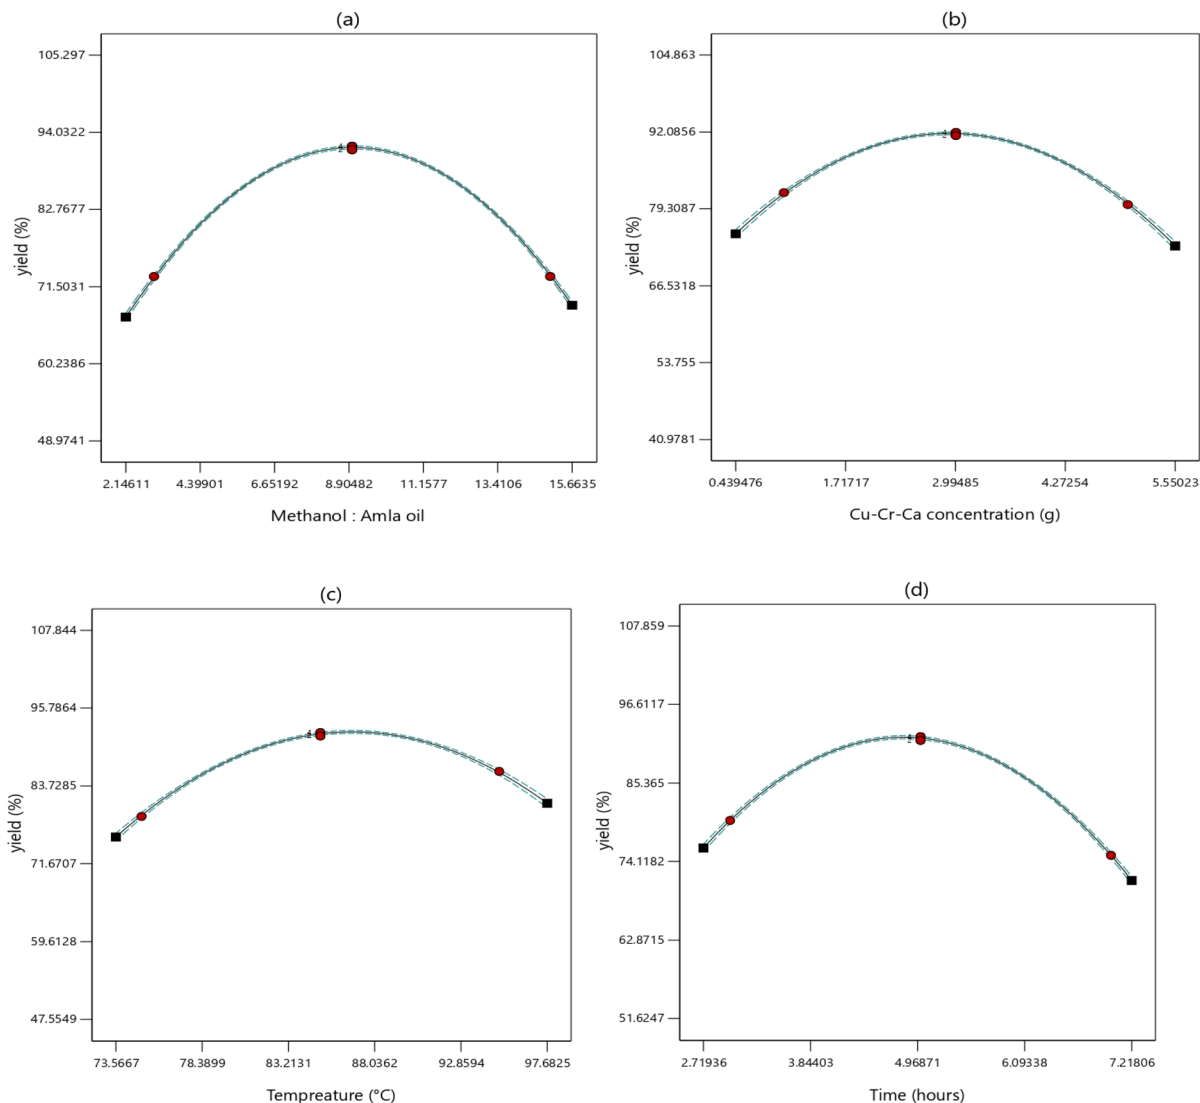 (a)
105.297
94.0322
82.7677
71.5031
60.2386
48.9741
yield (%)
2.14611 4.39901 6.65192 8.90482 11.1577 13.4106 15.6635
Methanol : Amla oil
(b)
104.863
92.0856
79.3087
66.5318
53.755
40.9781
yield (%)
0.439476 1.71717 2.99485 4.27254 5.55023
Cu-Cr-Ca concentration (g)
(c)
107.844
95.7864
83.7285
71.6707
59.6128
47.5549
yield (%)
73.5667 78.3899 83.2131 88.0362 92.8594 97.6825
Tempreature (°C)
(d)
107.859
96.6117
85.365
74.1182
62.8715
51.6247
yield (%)
2.71936 3.84403 4.96871 6.09338 7.21806
Time (hours)